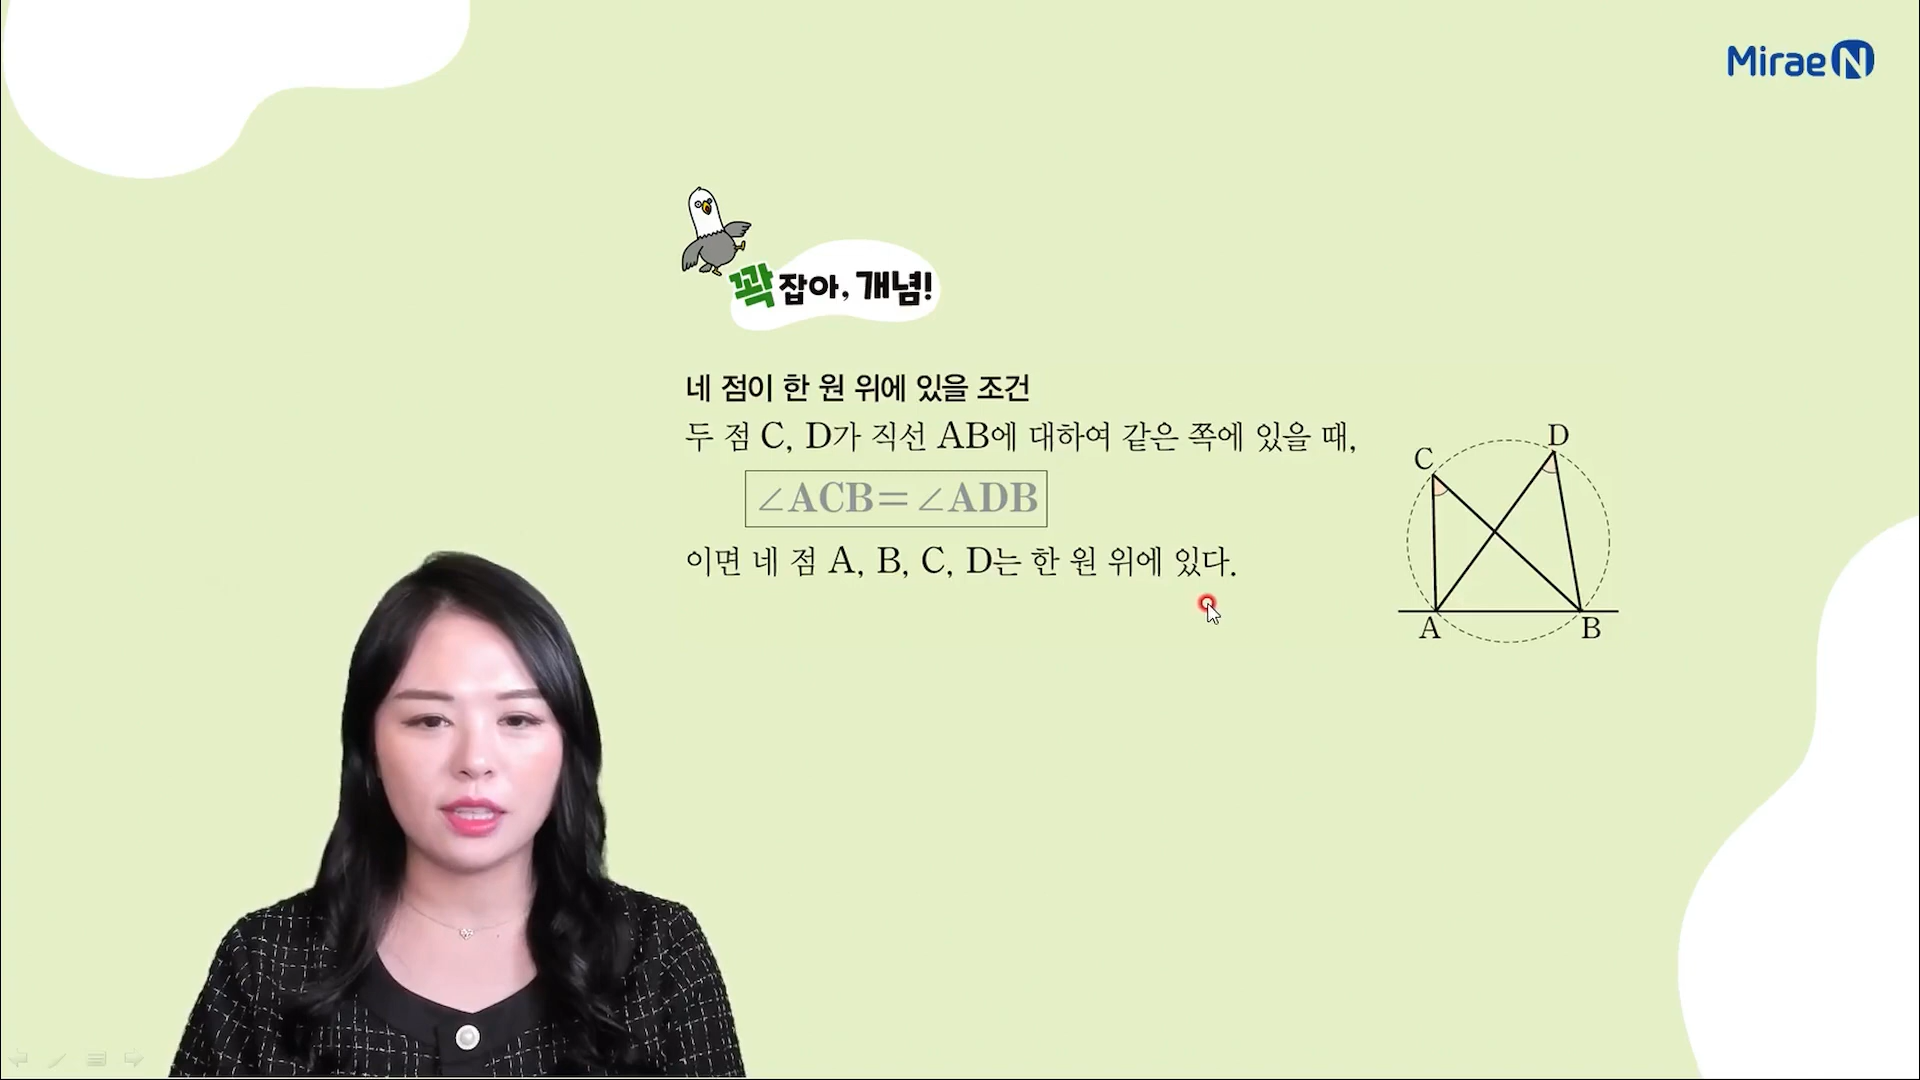 MiraeN
꽉 잡아, 개념!
네 점이 한 원 위에 있을 조건
두 점 C, D가 직선 AB에 대하여 같은 쪽에 있을 때,
∠ACB=∠ADB
이면 네 점 A, B, C, D는 한 원 위에 있다.
D
C
A
B